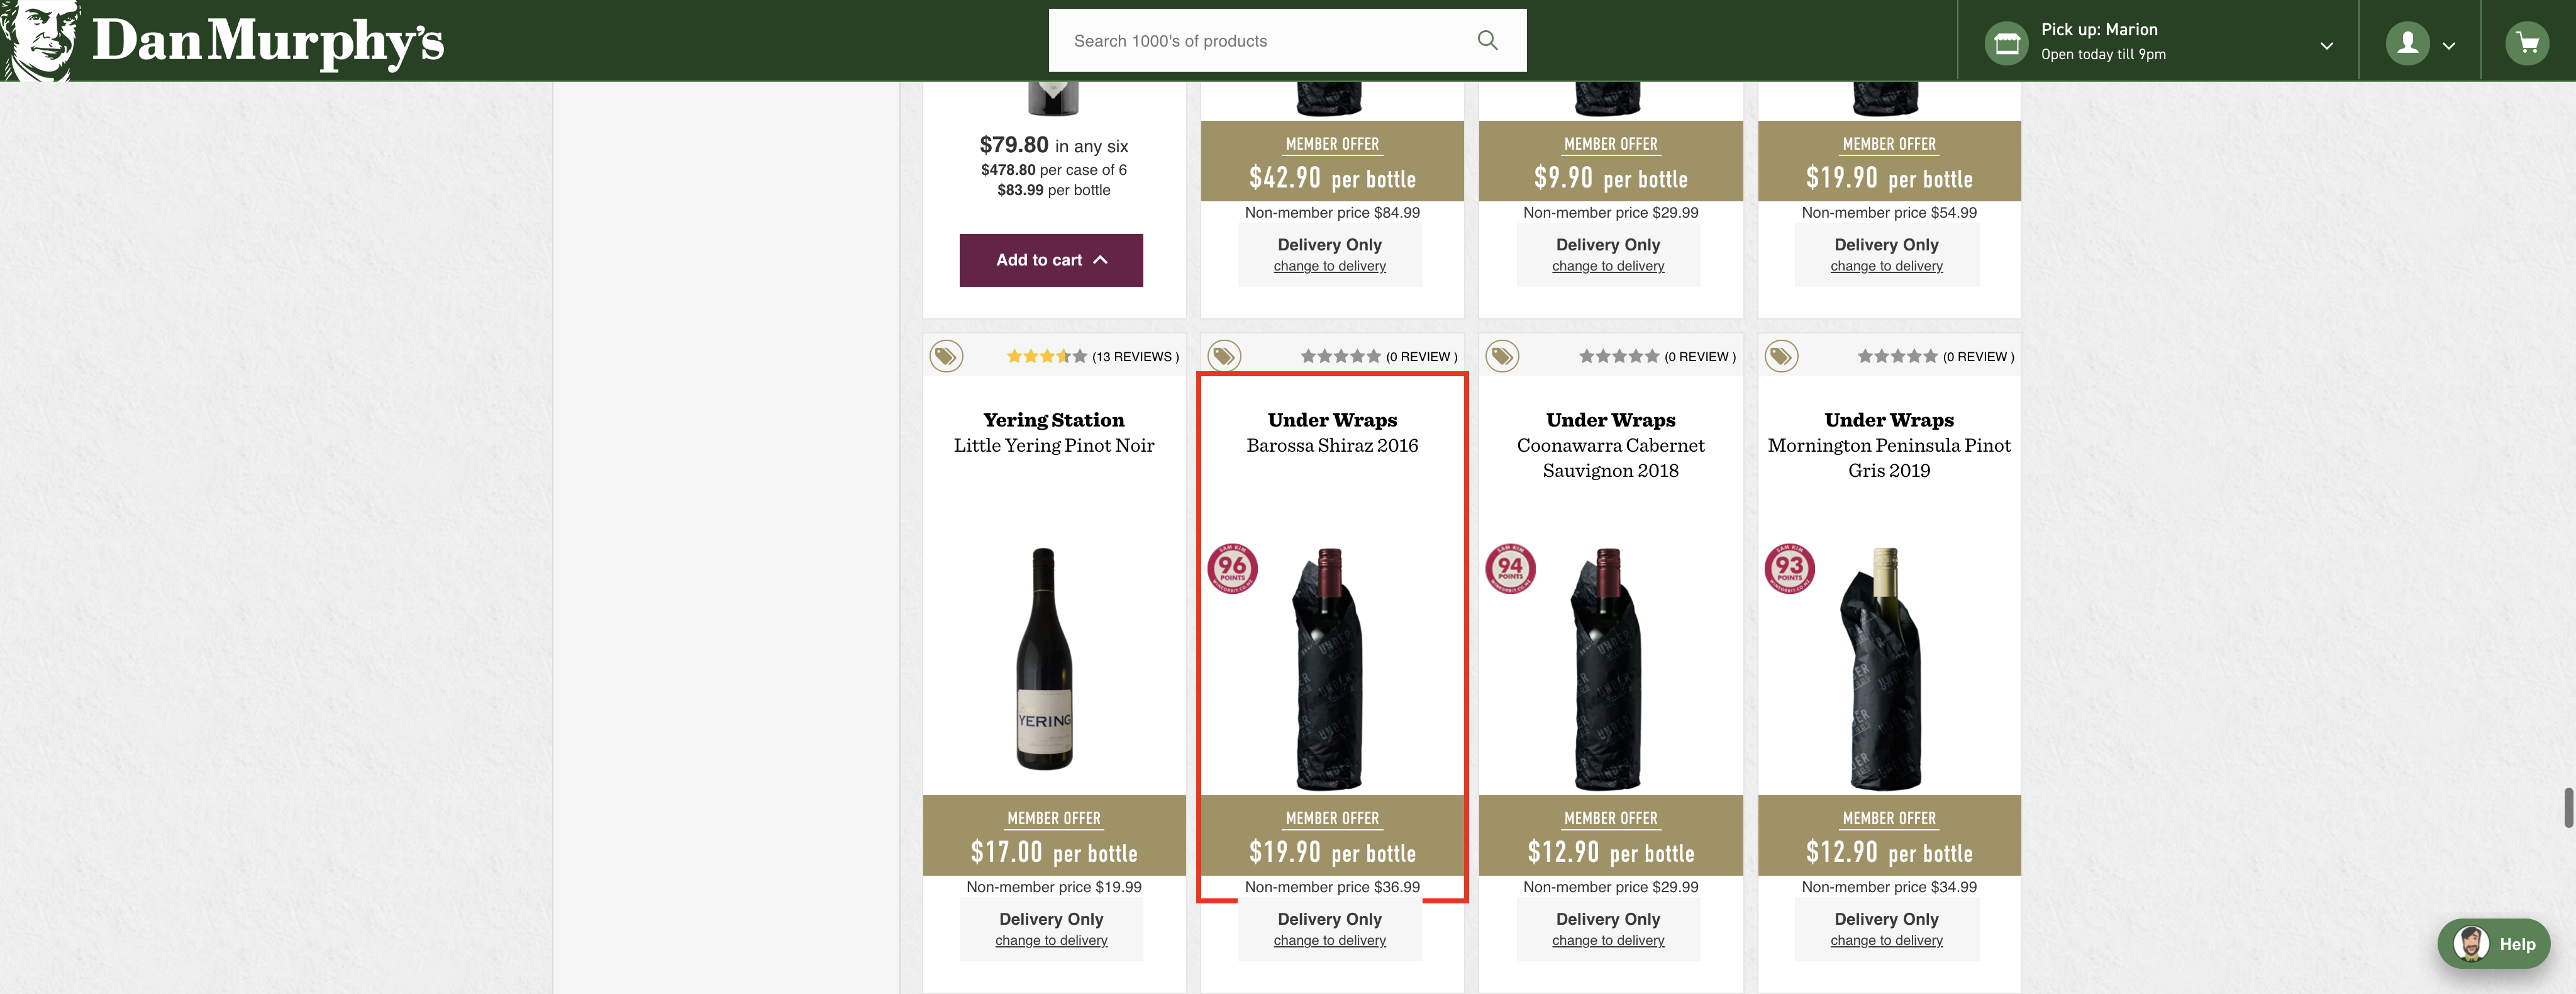 Dan Murphy's
Search 1000's of products
Pick up: Marion
Open today till 9pm
$79.80 in any six
$478.80 per case of 6
$83.99 per bottle
Add to cart
MEMBER OFFER
$42.90 per bottle
Non-member price $84.99
Delivery Only
change to delivery
MEMBER OFFER
$9.90 per bottle
Non-member price $29.99
Delivery Only
change to delivery
MEMBER OFFER
$19.90 per bottle
Non-member price $54.99
Delivery Only
change to delivery
(13 REVIEWS )
Yering Station
Little Yering Pinot Noir
YERING
MEMBER OFFER
$17.00 per bottle
Non-member price $19.99
Delivery Only
change to delivery
(0 REVIEW )
Under Wraps
Barossa Shiraz 2016
SAM KIM
96
POINTS
MEMBER OFFER
$19.90 per bottle
Non-member price $36.99
Delivery Only
change to delivery
(0 REVIEW )
Under Wraps
Coonawarra Cabernet
Sauvignon 2018
SAM KIM
94
POINTS
MEMBER OFFER
$12.90 per bottle
Non-member price $29.99
Delivery Only
change to delivery
(0 REVIEW )
Under Wraps
Mornington Peninsula Pinot
Gris 2019
SAM KIM
93
POINTS
MEMBER OFFER
$12.90 per bottle
Non-member price $34.99
Delivery Only
change to delivery
Help